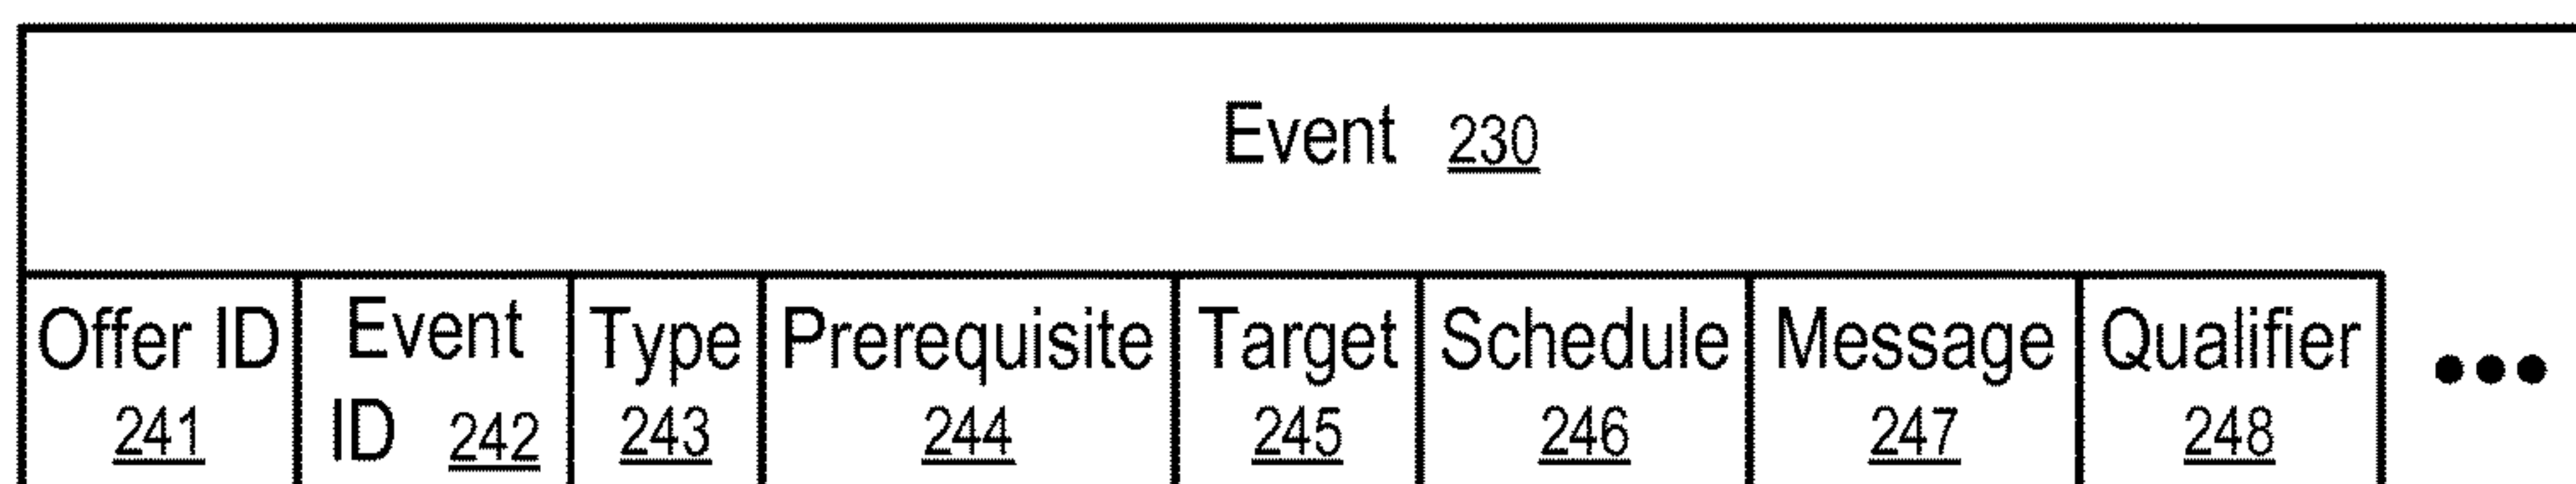 Event 230
Offer ID Event Type Prerequisite Target Schedule Message Qualifier •••
241 ID 242 243 244 245 246 247 248